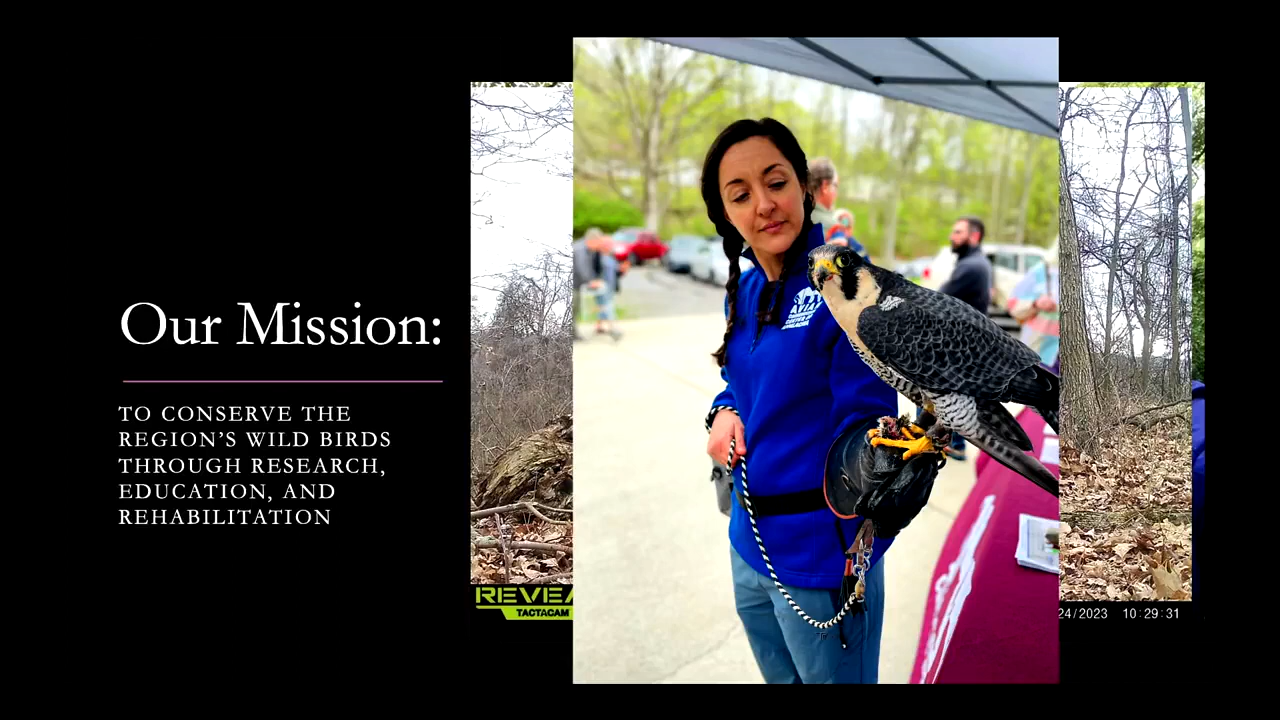 Our Mission:
TO CONSERVE THE
REGION'S WILD BIRDS
THROUGH RESEARCH,
EDUCATION, AND
REHABILITATION
REVEA
TACTACAM
24/2023 10:29:31